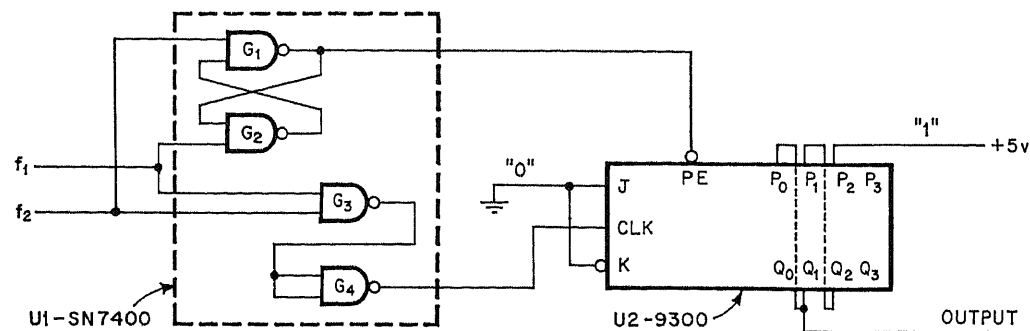 G1
G2
G3
G4
f1
f2
U1-SN7400
"0"
"1"
+5v
J
PE
P0
P1
P2
P3
CLK
K
Q0
Q1
Q2
Q3
U2-9300
OUTPUT